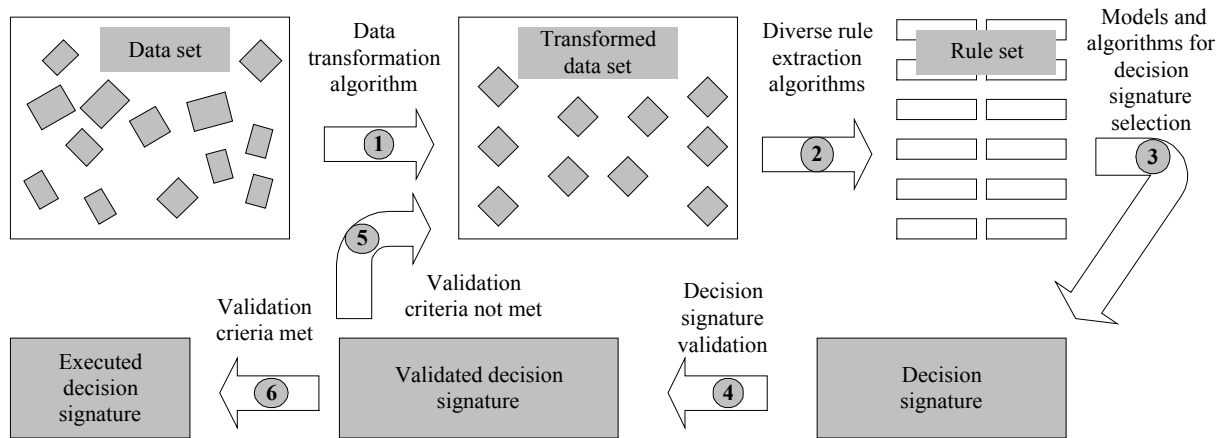 Data set
Data
transformation
algorithm
1
Transformed
data set
Diverse rule
extraction
algorithms
2
Rule set
Models and
algorithms for
decision
signature
selection
3
5
Validation
criteria not met
Validation
crieria met
Decision
signature
validation
Executed
decision
signature
6
Validated decision
signature
4
Decision
signature